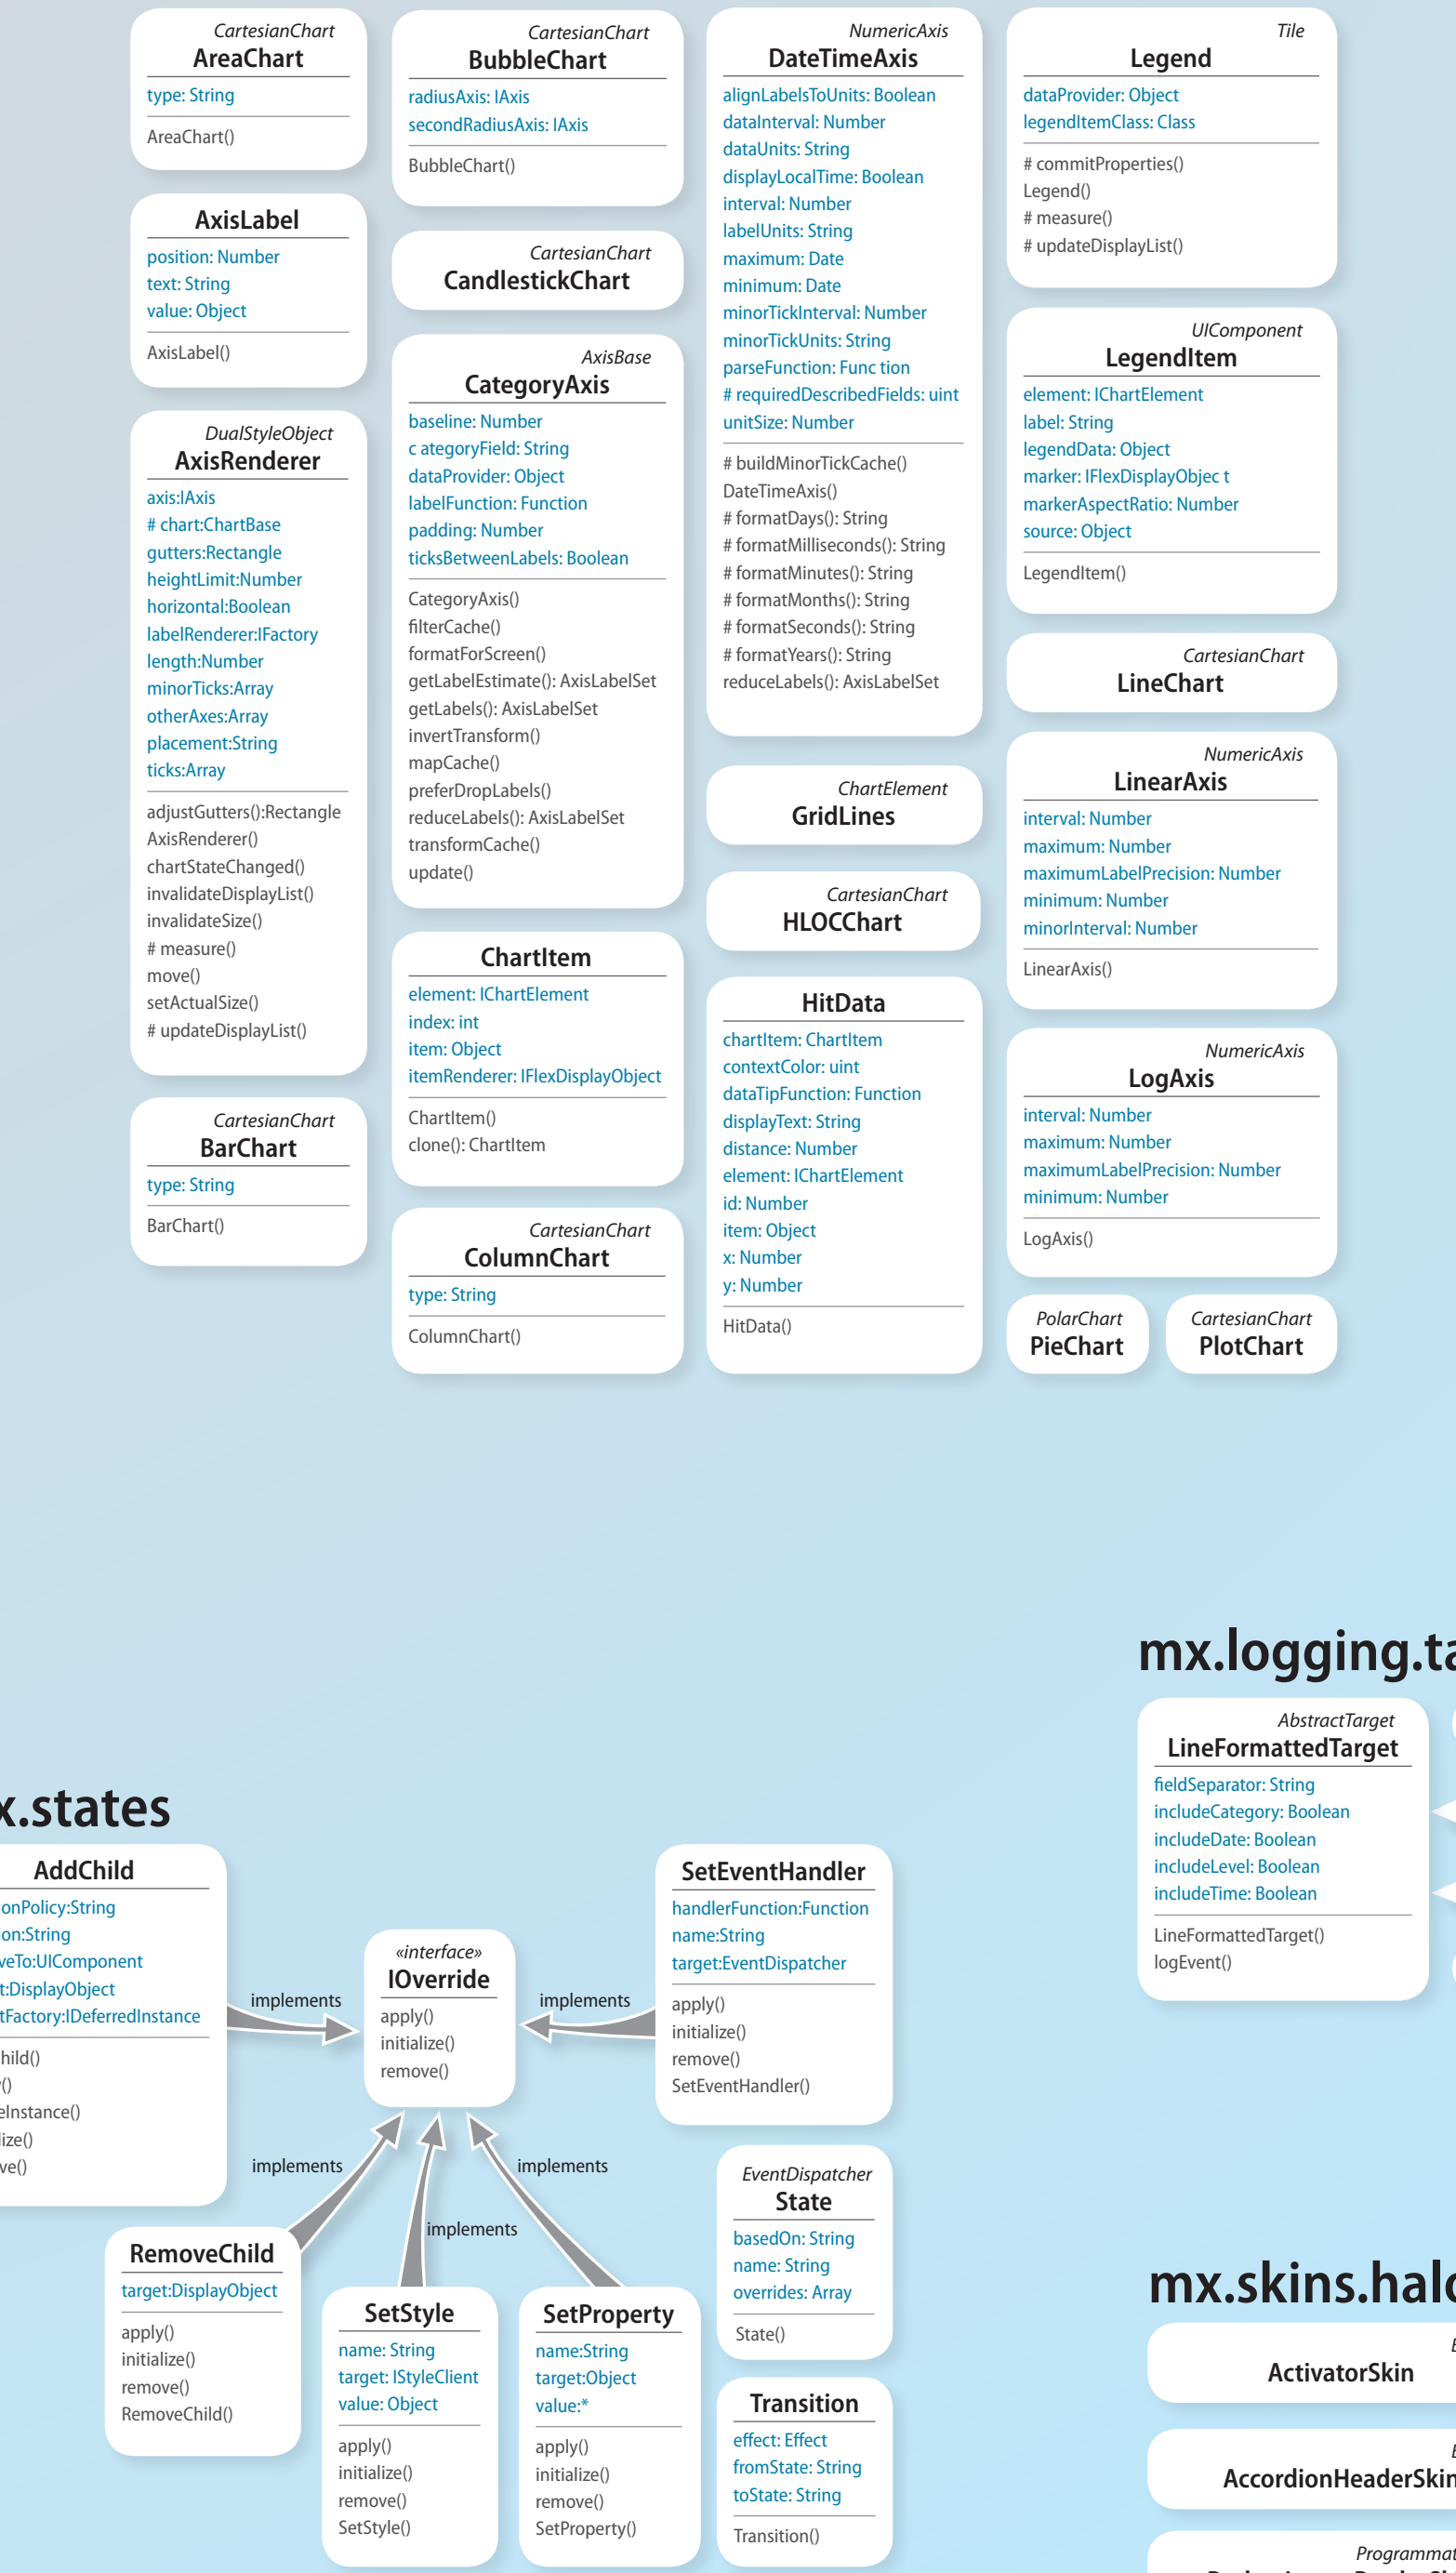 CartesianChart
AreaChart
type: String
AreaChart()
AxisLabel
position: Number
text: String
value: Object
AxisLabel()
DualStyleObject
AxisRenderer
axis:IAxis
# chart:ChartBase
gutters:Rectangle
heightLimit:Number
horizontal:Boolean
labelRenderer:IFactory
length:Number
minorTicks:Array
otherAxes:Array
placement:String
ticks:Array
adjustGutters():Rectangle
AxisRenderer()
chartStateChanged()
invalidateDisplayList()
invalidateSize()
# measure()
move()
setActualSize()
# updateDisplayList()
CartesianChart
BarChart
type: String
BarChart()
CartesianChart
BubbleChart
radiusAxis: IAxis
secondRadiusAxis: IAxis
BubbleChart()
CartesianChart
CandlestickChart
AxisBase
CategoryAxis
baseline: Number
c ategoryField: String
dataProvider: Object
labelFunction: Function
padding: Number
ticksBetweenLabels: Boolean
CategoryAxis()
filterCache()
formatForScreen()
getLabelEstimate(): AxisLabelSet
getLabels(): AxisLabelSet
invertTransform()
mapCache()
preferDropLabels()
reduceLabels(): AxisLabelSet
transformCache()
update()
ChartItem
element: IChartElement
index: int
item: Object
itemRenderer: IFlexDisplayObject
ChartItem()
clone(): ChartItem
CartesianChart
ColumnChart
type: String
ColumnChart()
NumericAxis
DateTimeAxis
alignLabelsToUnits: Boolean
dataInterval: Number
dataUnits: String
displayLocalTime: Boolean
interval: Number
labelUnits: String
maximum: Date
minimum: Date
minorTickInterval: Number
minorTickUnits: String
parseFunction: Func tion
# requiredDescribedFields: uint
unitSize: Number
# buildMinorTickCache()
DateTimeAxis()
# formatDays(): String
# formatMilliseconds(): String
# formatMinutes(): String
# formatMonths(): String
# formatSeconds(): String
# formatYears(): String
reduceLabels(): AxisLabelSet
ChartElement
GridLines
CartesianChart
HLOCChart
HitData
chartItem: ChartItem
contextColor: uint
dataTipFunction: Function
displayText: String
distance: Number
element: IChartElement
id: Number
item: Object
x: Number
y: Number
HitData()
Tile
Legend
dataProvider: Object
legendItemClass: Class
# commitProperties()
Legend()
# measure()
# updateDisplayList()
UIComponent
LegendItem
element: IChartElement
label: String
legendData: Object
marker: IFlexDisplayObjec t
markerAspectRatio: Number
source: Object
LegendItem()
CartesianChart
LineChart
NumericAxis
LinearAxis
interval: Number
maximum: Number
maximumLabelPrecision: Number
minimum: Number
minorInterval: Number
LinearAxis()
NumericAxis
LogAxis
interval: Number
maximum: Number
maximumLabelPrecision: Number
minimum: Number
LogAxis()
PolarChart
PieChart
CartesianChart
PlotChart
mx.logging.ta
AbstractTarget
LineFormattedTarget
fieldSeparator: String
includeCategory: Boolean
includeDate: Boolean
includeLevel: Boolean
includeTime: Boolean
LineFormattedTarget()
logEvent()
x.states
AddChild
onPolicy:String
on:String
veTo:UIComponent
t:DisplayObject
tFactory:IDeferredInstance
hild()
()
eInstance()
lize()
ve()
implements
«interface»
IOverride
apply()
initialize()
remove()
implements
SetEventHandler
handlerFunction:Function
name:String
target:EventDispatcher
apply()
initialize()
remove()
SetEventHandler()
implements
implements
implements
RemoveChild
target:DisplayObject
apply()
initialize()
remove()
RemoveChild()
SetStyle
name: String
target: IStyleClient
value: Object
apply()
initialize()
remove()
SetStyle()
SetProperty
name:String
target:Object
value:*
apply()
initialize()
remove()
SetProperty()
EventDispatcher
State
basedOn: String
name: String
overrides: Array
State()
Transition
effect: Effect
fromState: String
toState: String
Transition()
mx.skins.halo
ActivatorSkin
AccordionHeaderSkin
Programmat